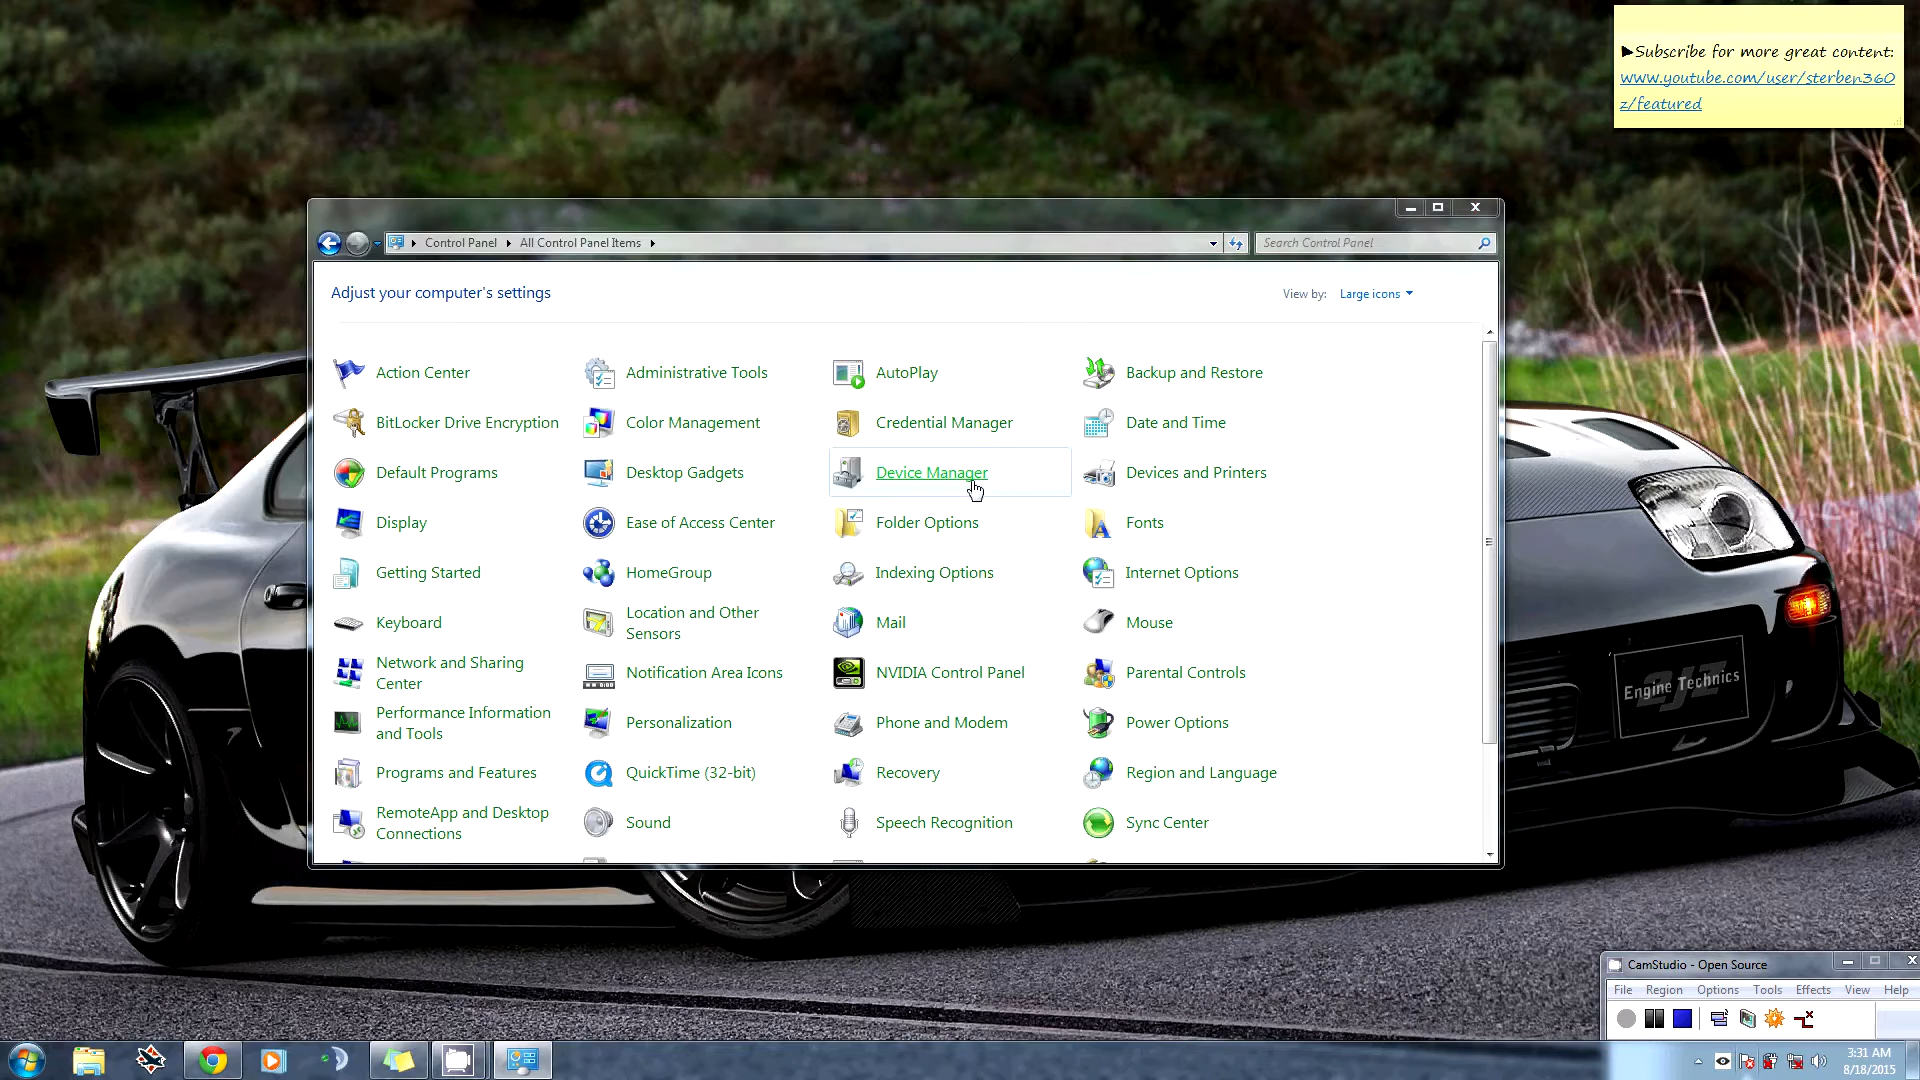 ►Subscribe for more great content:
www.youtube.com/user/sterben360
z/featured
Control Panel
All Control Panel Items
Search Control Panel
Adjust your computer's settings
View by:
Large icons
Action Center
Administrative Tools
AutoPlay
Backup and Restore
BitLocker Drive Encryption
Color Management
Credential Manager
Date and Time
Default Programs
Desktop Gadgets
Device Manager
Devices and Printers
Display
Ease of Access Center
Folder Options
Fonts
Getting Started
HomeGroup
Indexing Options
Internet Options
Keyboard
Location and Other
Sensors
Mail
Mouse
Network and Sharing
Center
Notification Area Icons
NVIDIA Control Panel
Parental Controls
Performance Information
and Tools
Personalization
Phone and Modem
Power Options
Programs and Features
QuickTime (32-bit)
Recovery
Region and Language
RemoteApp and Desktop
Connections
Sound
Speech Recognition
Sync Center
2JZ
Engine Technics
CamStudio - Open Source
File Region Options Tools Effects View Help
3:31 AM
8/18/2015